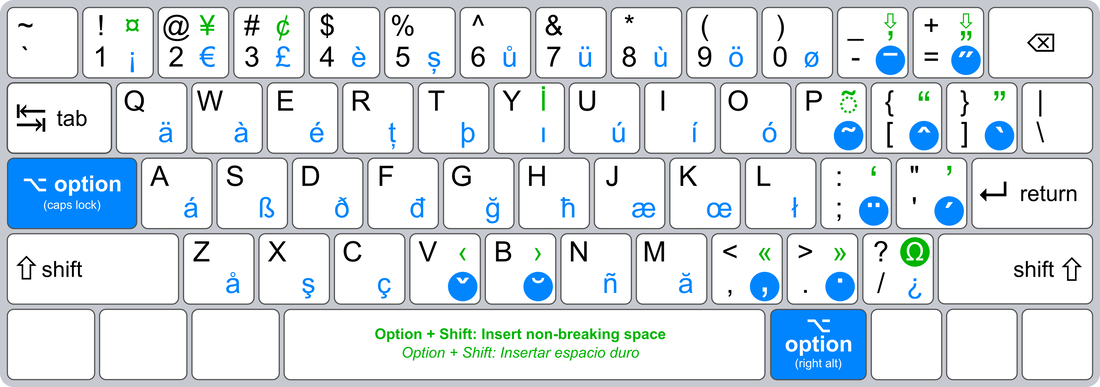 ~ ! ¤ @ ¥ # ¢ $ % ^ & * ( ) _ ⇩ , + ⇩ „
` 1 ¡ 2 € 3 £ 4 è 5 ș 6 ů 7 ü 8 ù 9 ö 0 ø - ¯ = ˝ ⌫
tab Q W E R T Y İ U I O P ~ { “ } ” |
ä à é ț þ ı ú í ó ~ [ ^ ] ` \
⌥ option A S D F G H J K L : ‘ " ’ return
(caps lock) á ß ð đ ğ ħ æ œ ł ; ¨ ' ´
⇧ shift Z X C V ‹ B › N M < « > » ? Ω shift ⇧
å ş ç ˇ ˘ ñ ă , ¸ . ˙ / ¿
Option + Shift: Insert non-breaking space
Option + Shift: Insertar espacio duro
⌥
option
(right alt)